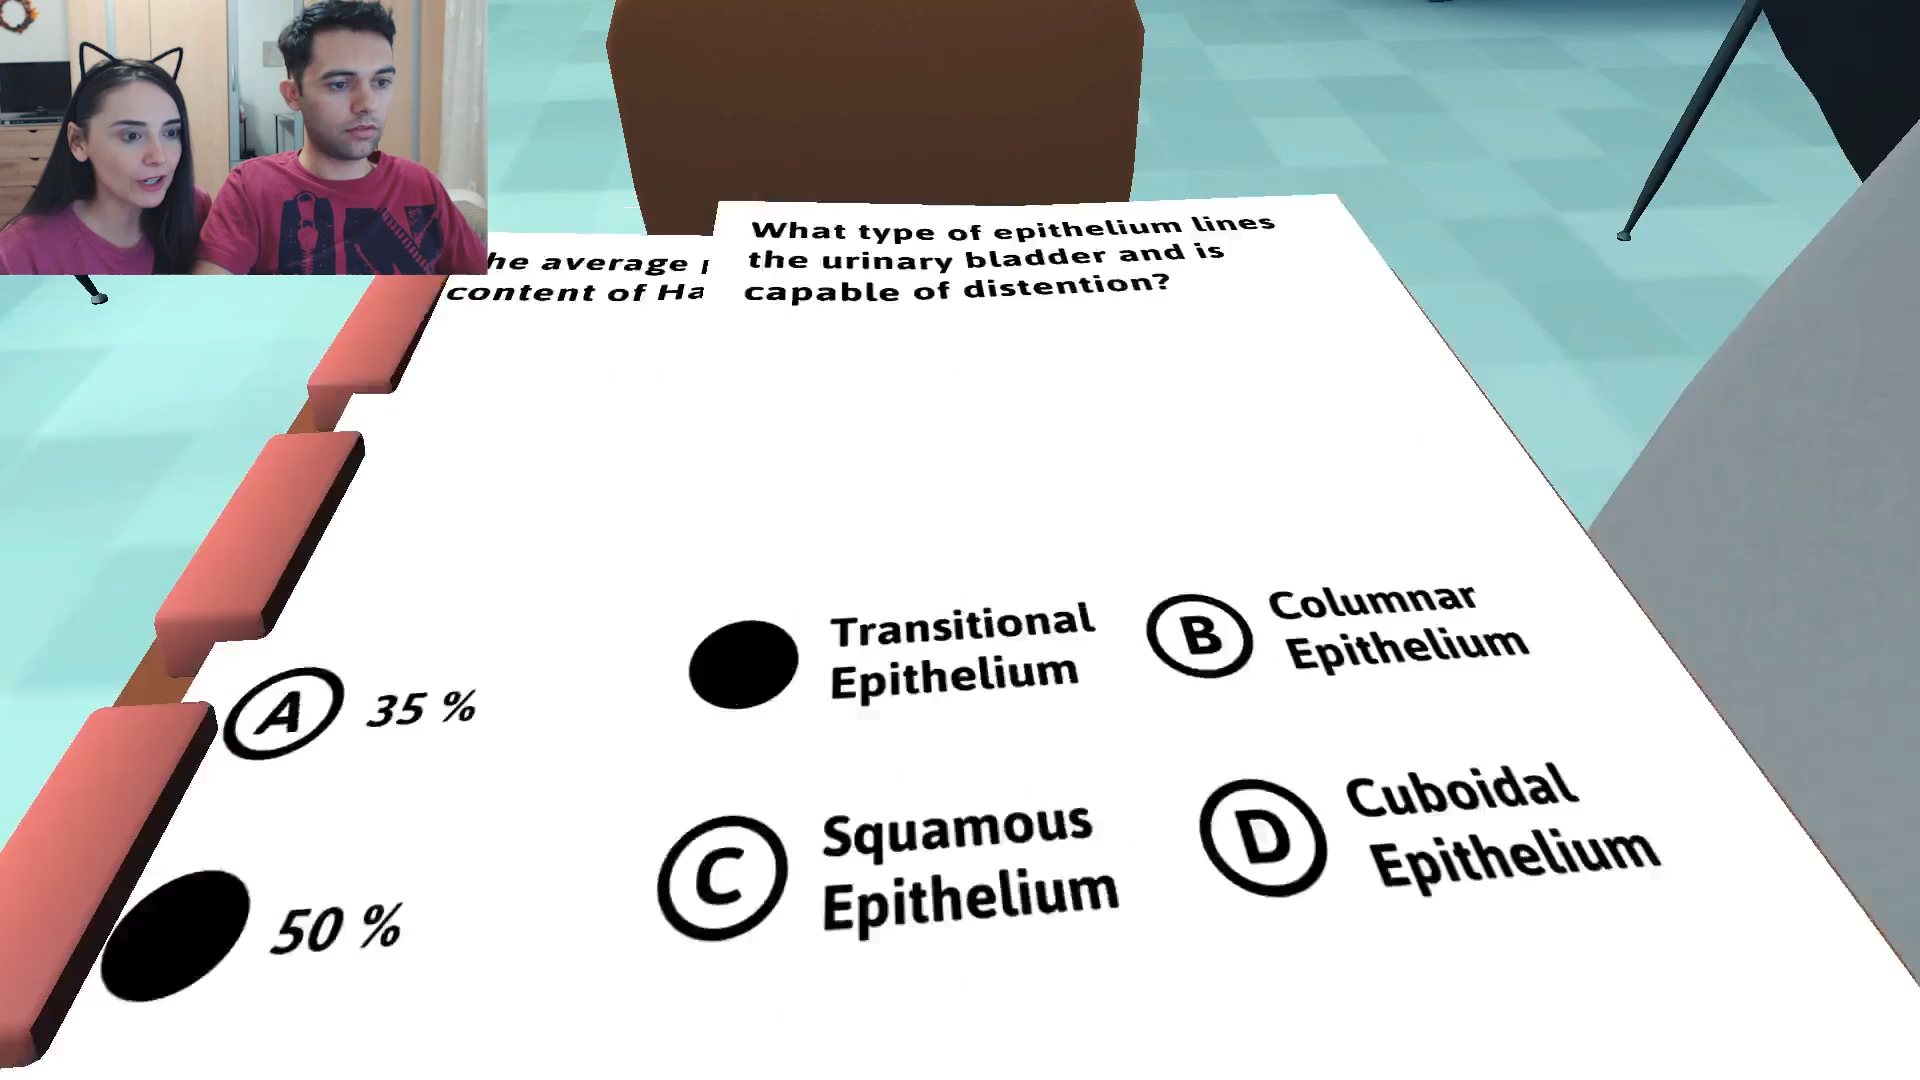 he average
content of Ha
What type of epithelium lines
the urinary bladder and is
capable of distention?
A 35 %
50 %
Transitional
Epithelium
B Columnar
Epithelium
C Squamous
Epithelium
D Cuboidal
Epithelium